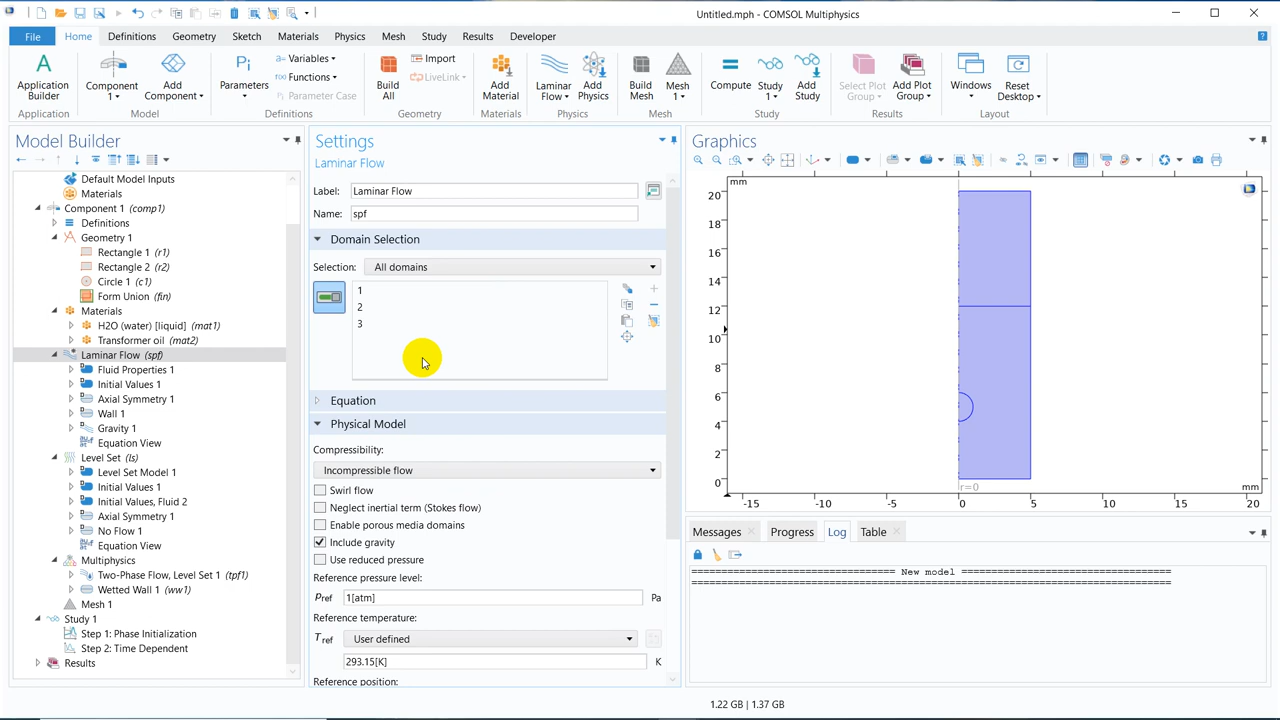 Untitled.mph - COMSOL Multiphysics
File Home Definitions Geometry Sketch Materials Physics Mesh Study Results Developer
Application Builder
Component 1
Add Component
Pi Parameters
Variables
Functions
Parameter Case
Build All
Import
LiveLink
Add Material
Laminar Flow
Add Physics
Build Mesh
Mesh 1
Compute
Study 1
Add Study
Select Plot Group
Add Plot Group
Windows
Reset Desktop
Application Model Definitions Geometry Materials Physics Mesh Study Results Layout
Model Builder
Default Model Inputs
Materials
Component 1 (comp1)
Definitions
Geometry 1
Rectangle 1 (r1)
Rectangle 2 (r2)
Circle 1 (c1)
Form Union (fin)
Materials
H2O (water) [liquid] (mat1)
Transformer oil (mat2)
Laminar Flow (spf)
Fluid Properties 1
Initial Values 1
Axial Symmetry 1
Wall 1
Gravity 1
Equation View
Level Set (ls)
Level Set Model 1
Initial Values 1
Initial Values, Fluid 2
Axial Symmetry 1
No Flow 1
Equation View
Multiphysics
Two-Phase Flow, Level Set 1 (tpf1)
Wetted Wall 1 (ww1)
Mesh 1
Study 1
Step 1: Phase Initialization
Step 2: Time Dependent
Results
Settings
Laminar Flow
Label: Laminar Flow
Name: spf
Domain Selection
Selection: All domains
1
2
3
Equation
Physical Model
Compressibility:
Incompressible flow
Swirl flow
Neglect inertial term (Stokes flow)
Enable porous media domains
Include gravity
Use reduced pressure
Reference pressure level:
Pref 1[atm] Pa
Reference temperature:
Tref User defined
293.15[K] K
Reference position:
Graphics
mm
20
18
16
14
12
10
8
6
4
2
0
r=0
mm
-15 -10 -5 0 5 10 15 20
Messages Progress Log Table
================================ New model ===================================
==============================================================================
1.22 GB | 1.37 GB